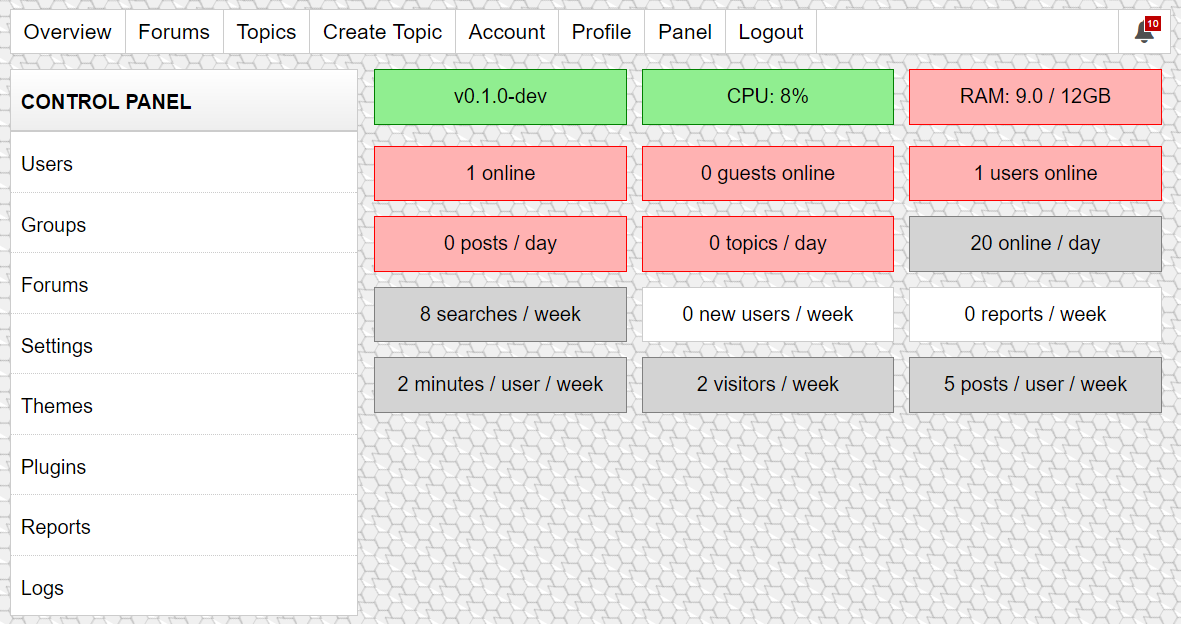 Overview Forums Topics Create Topic Account Profile Panel Logout 10
CONTROL PANEL
Users
Groups
Forums
Settings
Themes
Plugins
Reports
Logs
v0.1.0-dev CPU: 8% RAM: 9.0 / 12GB
1 online 0 guests online 1 users online
0 posts / day 0 topics / day 20 online / day
8 searches / week 0 new users / week 0 reports / week
2 minutes / user / week 2 visitors / week 5 posts / user / week